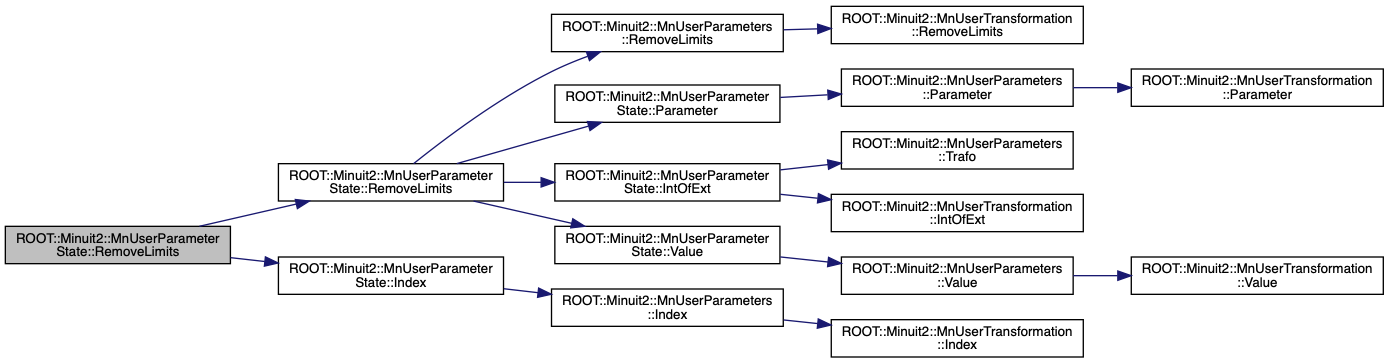 ROOT::Minuit2::MnUserParameter
State::RemoveLimits
ROOT::Minuit2::MnUserParameter
State::RemoveLimits
ROOT::Minuit2::MnUserParameters
::RemoveLimits
ROOT::Minuit2::MnUserTransformation
::RemoveLimits
ROOT::Minuit2::MnUserParameter
State::Parameter
ROOT::Minuit2::MnUserParameters
::Parameter
ROOT::Minuit2::MnUserTransformation
::Parameter
ROOT::Minuit2::MnUserParameter
State::IntOfExt
ROOT::Minuit2::MnUserParameters
::Trafo
ROOT::Minuit2::MnUserTransformation
::IntOfExt
ROOT::Minuit2::MnUserParameter
State::Value
ROOT::Minuit2::MnUserParameters
::Value
ROOT::Minuit2::MnUserTransformation
::Value
ROOT::Minuit2::MnUserParameter
State::Index
ROOT::Minuit2::MnUserParameters
::Index
ROOT::Minuit2::MnUserTransformation
::Index